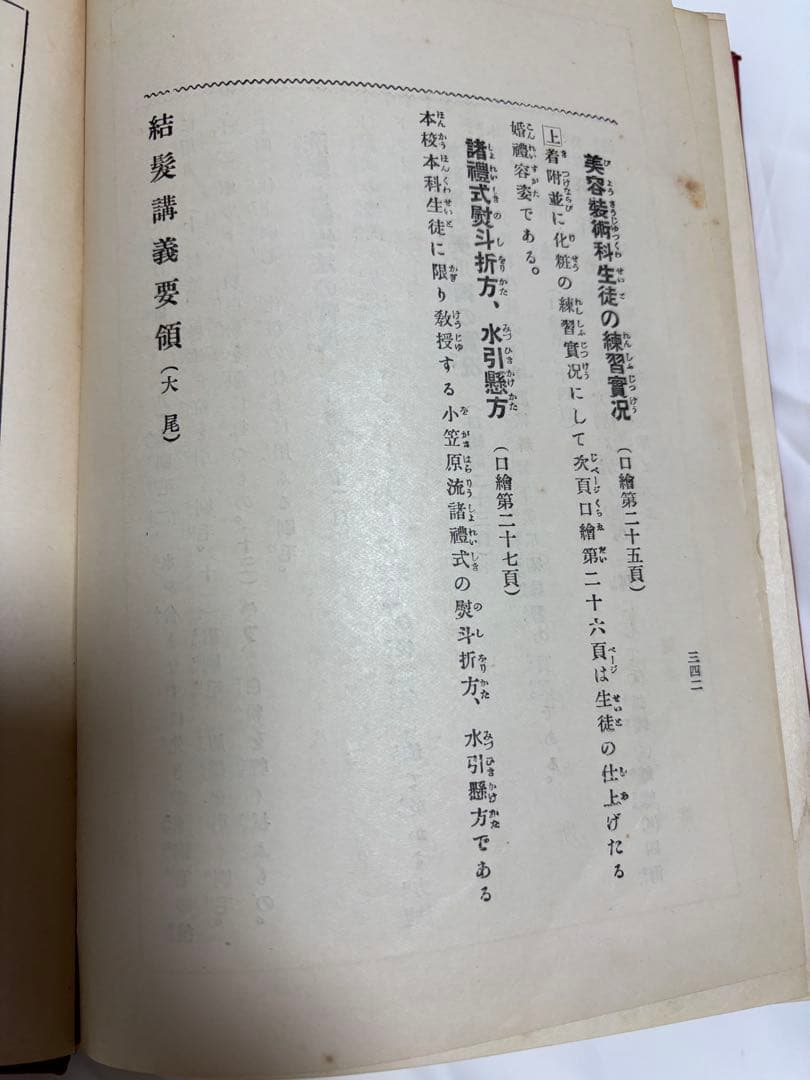 三四二
美容裝術科生徒の練習實況（口繪第二十五頁）
上着附並に化粧の練習實況にして次頁口繪第二十六頁は生徒の仕上げたる
婚禮容姿である。
諸禮式熨斗折方、水引懸方（口繪第二十七頁）
本校本科生徒に限り敎授する小笠原流諸禮式の熨斗折方、水引懸方である
結髮講義要領（大尾）